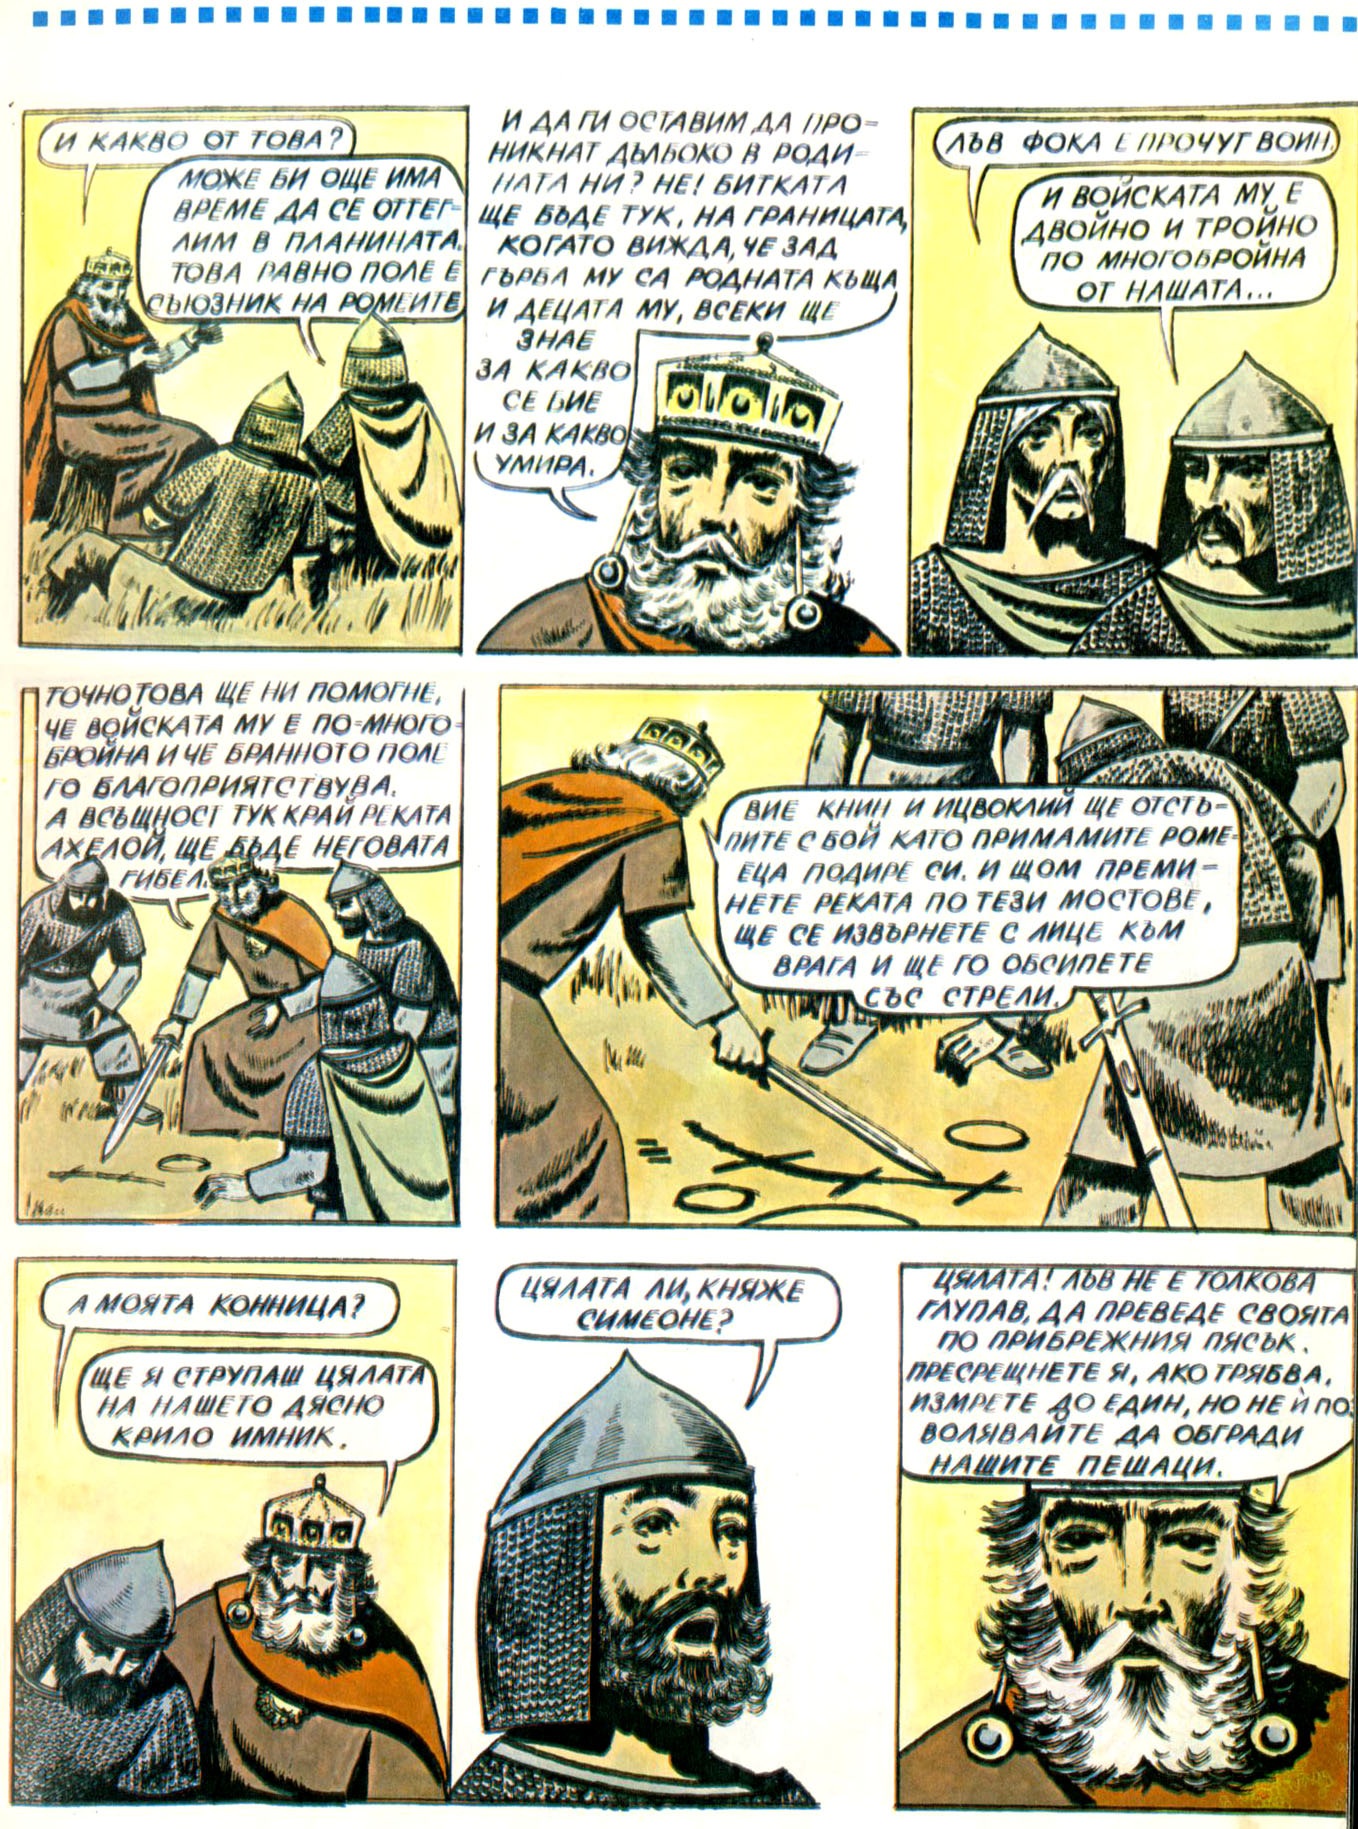 И КАКВО ОТ ТОВА?
МОЖЕ БИ ОЩЕ ИМА
ВРЕМЕ ДА СЕ ОТТЕГ-
ЛИМ В ПЛАНИНАТА.
ТОВА РАВНО ПОЛЕ Е
СЪЮЗНИК НА РОМЕИТЕ
И ДА ГИ ОСТАВИМ ДА ПРО=
НИКНАТ ДЪЛБОКО В РОДИ-
НАТА НИ? НЕ! БИТКАТА
ЩЕ БЪДЕ ТУК, НА ГРАНИЦАТА,
КОГАТО ВИЖДА, ЧЕ ЗАД
ГЪРБА МУ СА РОДНАТА КЪЩА
И ДЕЦАТА МУ, ВСЕКИ ЩЕ
ЗНАЕ
ЗА КАКВО
СЕ БИЕ
И ЗА КАКВО
УМИРА.
ЛЪВ ФОКА Е ПРОЧУТ ВОИН.
И ВОЙСКАТА МУ Е
ДВОЙНО И ТРОЙНО
ПО МНОГОБРОЙНА
ОТ НАШАТА...
ТОЧНО ТОВА ЩЕ НИ ПОМОГНЕ,
ЧЕ ВОЙСКАТА МУ Е ПО=МНОГО-
БРОЙНА И ЧЕ БРАННОТО ПОЛЕ
ГО БЛАГОПРИЯТСТВУВА.
А ВСЪЩНОСТ ТУК КРАЙ РЕКАТА
АХЕЛОЙ, ЩЕ БЪДЕ НЕГОВАТА
ГИБЕЛ.
ВИЕ КНИН И ИЦВОКЛИЙ ЩЕ ОТСТЪ-
ПИТЕ С БОЙ КАТО ПРИМАМИТЕ РОМЕ-
ЕЦА ПОДИРЕ СИ. И ЩОМ ПРЕМИ-
НЕТЕ РЕКАТА ПО ТЕЗИ МОСТОВЕ,
ЩЕ СЕ ИЗВЪРНЕТЕ С ЛИЦЕ КЪМ
ВРАГА И ЩЕ ГО ОБСИПЕТЕ
СЪС СТРЕЛИ.
А МОЯТА КОННИЦА?
ЩЕ Я СТРУПАШ ЦЯЛАТА
НА НАШЕТО ДЯСНО
КРИЛО ИМНИК.
ЦЯЛАТА ЛИ, КНЯЖЕ
СИМЕОНЕ?
ЦЯЛАТА! ЛЪВ НЕ Е ТОЛКОВА
ГЛУПАВ, ДА ПРЕВЕДЕ СВОЯТА
ПО ПРИБРЕЖНИЯ ПЯСЪК.
ПРЕСРЕЩНЕТЕ Я, АКО ТРЯБВА,
ИЗМРЕТЕ ДО ЕДИН, НО НЕ Ѝ ПО=
ВОЛЯВАЙТЕ ДА ОБГРАДИ
НАШИТЕ ПЕШАЦИ.